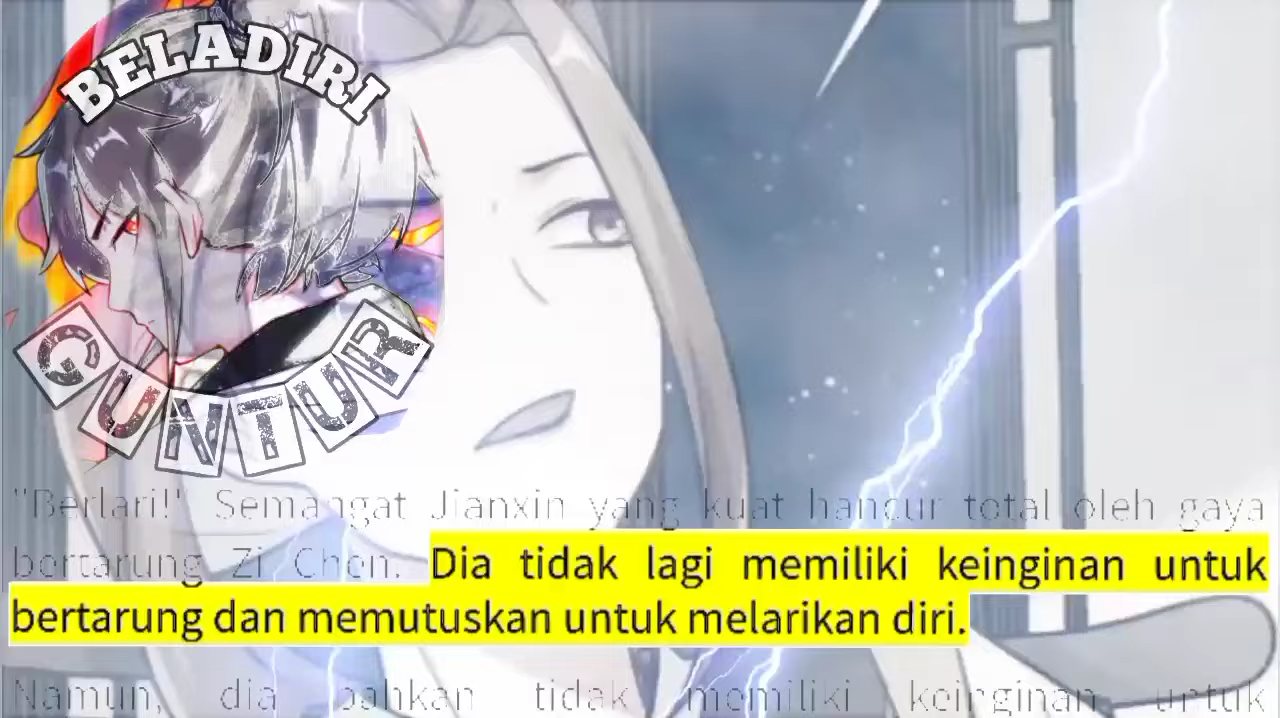 BELADIRI
GUNTUR
"Berlari!" Semangat Jianxin yang kuat hancur total oleh gaya
bertarung Zi Chen. Dia tidak lagi memiliki keinginan untuk
bertarung dan memutuskan untuk melarikan diri.
Namun, dia bahkan tidak memiliki keinginan untuk